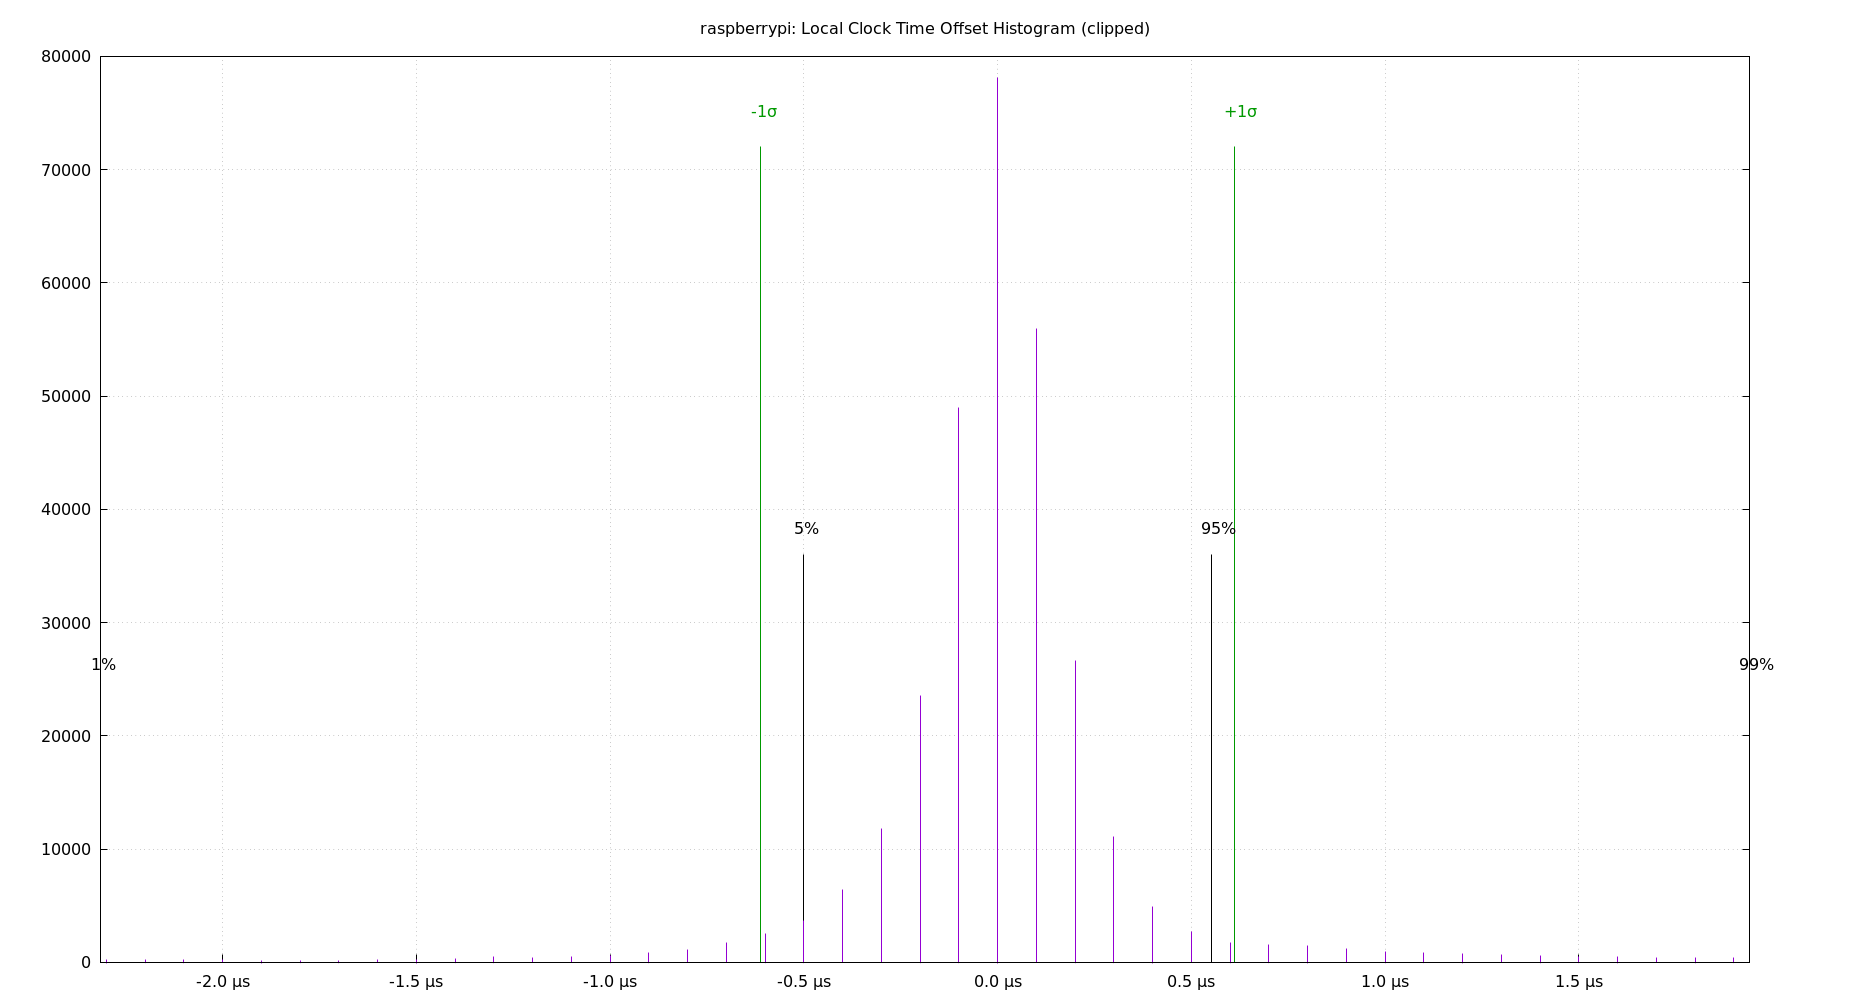 raspberrypi: Local Clock Time Offset Histogram (clipped)
80000
-1σ
+1σ
70000
60000
50000
40000
5%
95%
30000
1%
99%
20000
10000
0
-2.0 µs
-1.5 µs
-1.0 µs
-0.5 µs
0.0 µs
0.5 µs
1.0 µs
1.5 µs